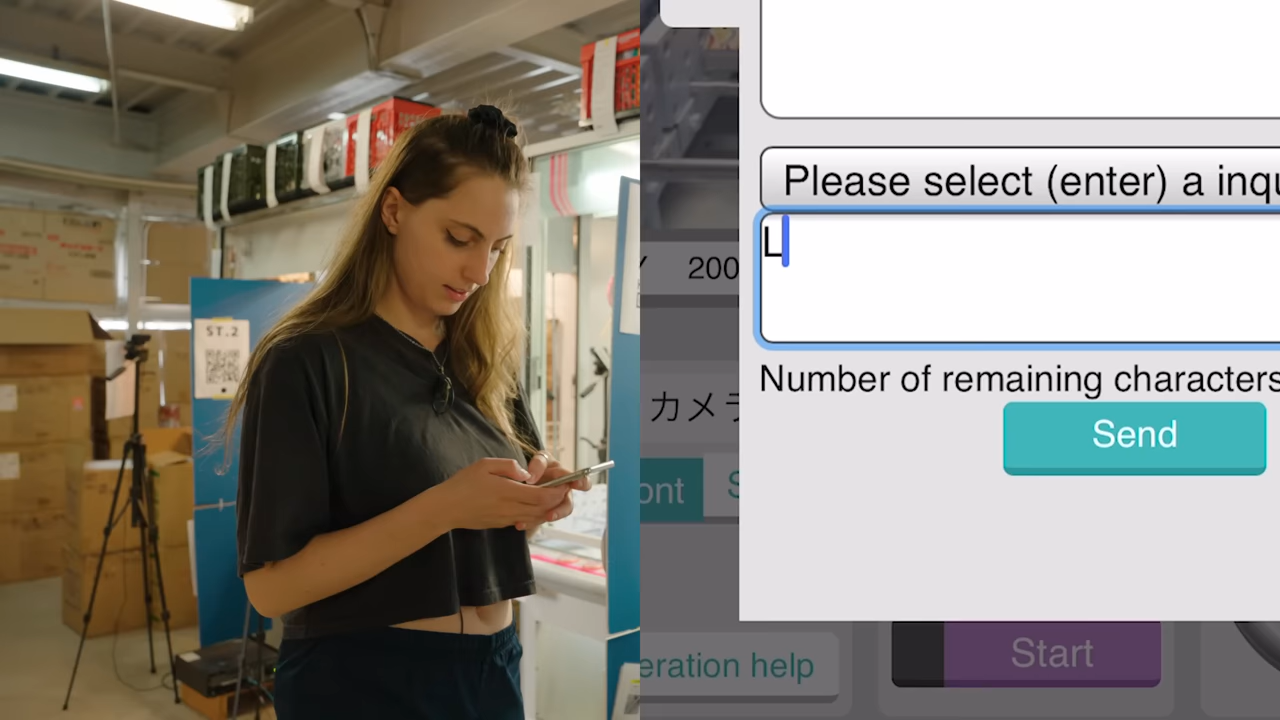 ST.2
Please select (enter) a inqu
L
200
Number of remaining characters
カメラ
Send
ont
S
eration help
Start